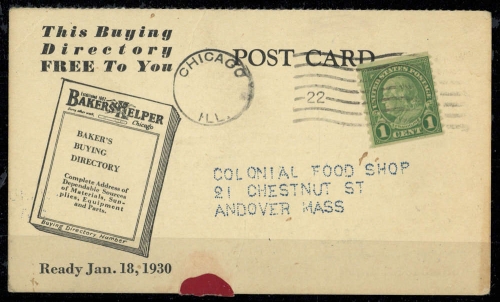 This Buying
Directory
FREE To You
POST CARD
CHICAGO
ILL.
22
UNITED STATES POSTAGE
1 CENT 1
BAKERS HELPER
Chicago
BAKER'S
BUYING
DIRECTORY
Complete Address of
Dependable Sources
of Materials, Sup-
plies, Equipment
and Parts.
Buying Directory Number
COLONIAL FOOD SHOP
21 CHESTNUT ST
ANDOVER MASS
Ready Jan. 18, 1930